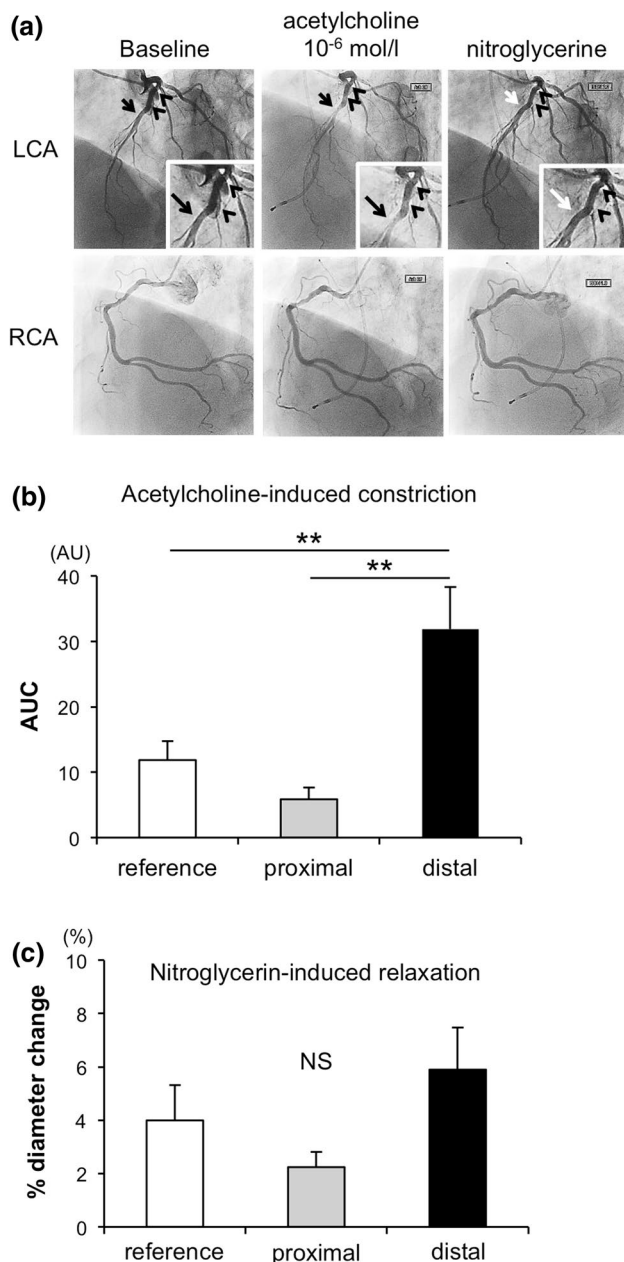 (a)
Baseline
acetylcholine
10⁻⁶ mol/l
nitroglycerine
LCA
RCA
(b)
Acetylcholine-induced constriction
(AU)
**
**
AUC
40
30
20
10
0
reference proximal distal
(c)
(%)
Nitroglycerin-induced relaxation
% diameter change
10
8
6
4
2
0
NS
reference proximal distal